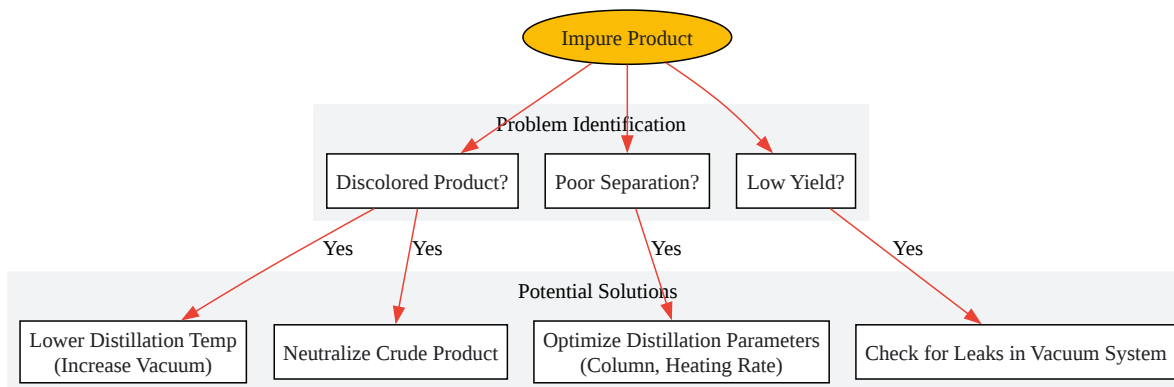 Impure Product
Problem Identification
Discolored Product?
Poor Separation?
Low Yield?
Yes
Yes
Yes
Yes
Potential Solutions
Lower Distillation Temp
(Increase Vacuum)
Neutralize Crude Product
Optimize Distillation Parameters
(Column, Heating Rate)
Check for Leaks in Vacuum System